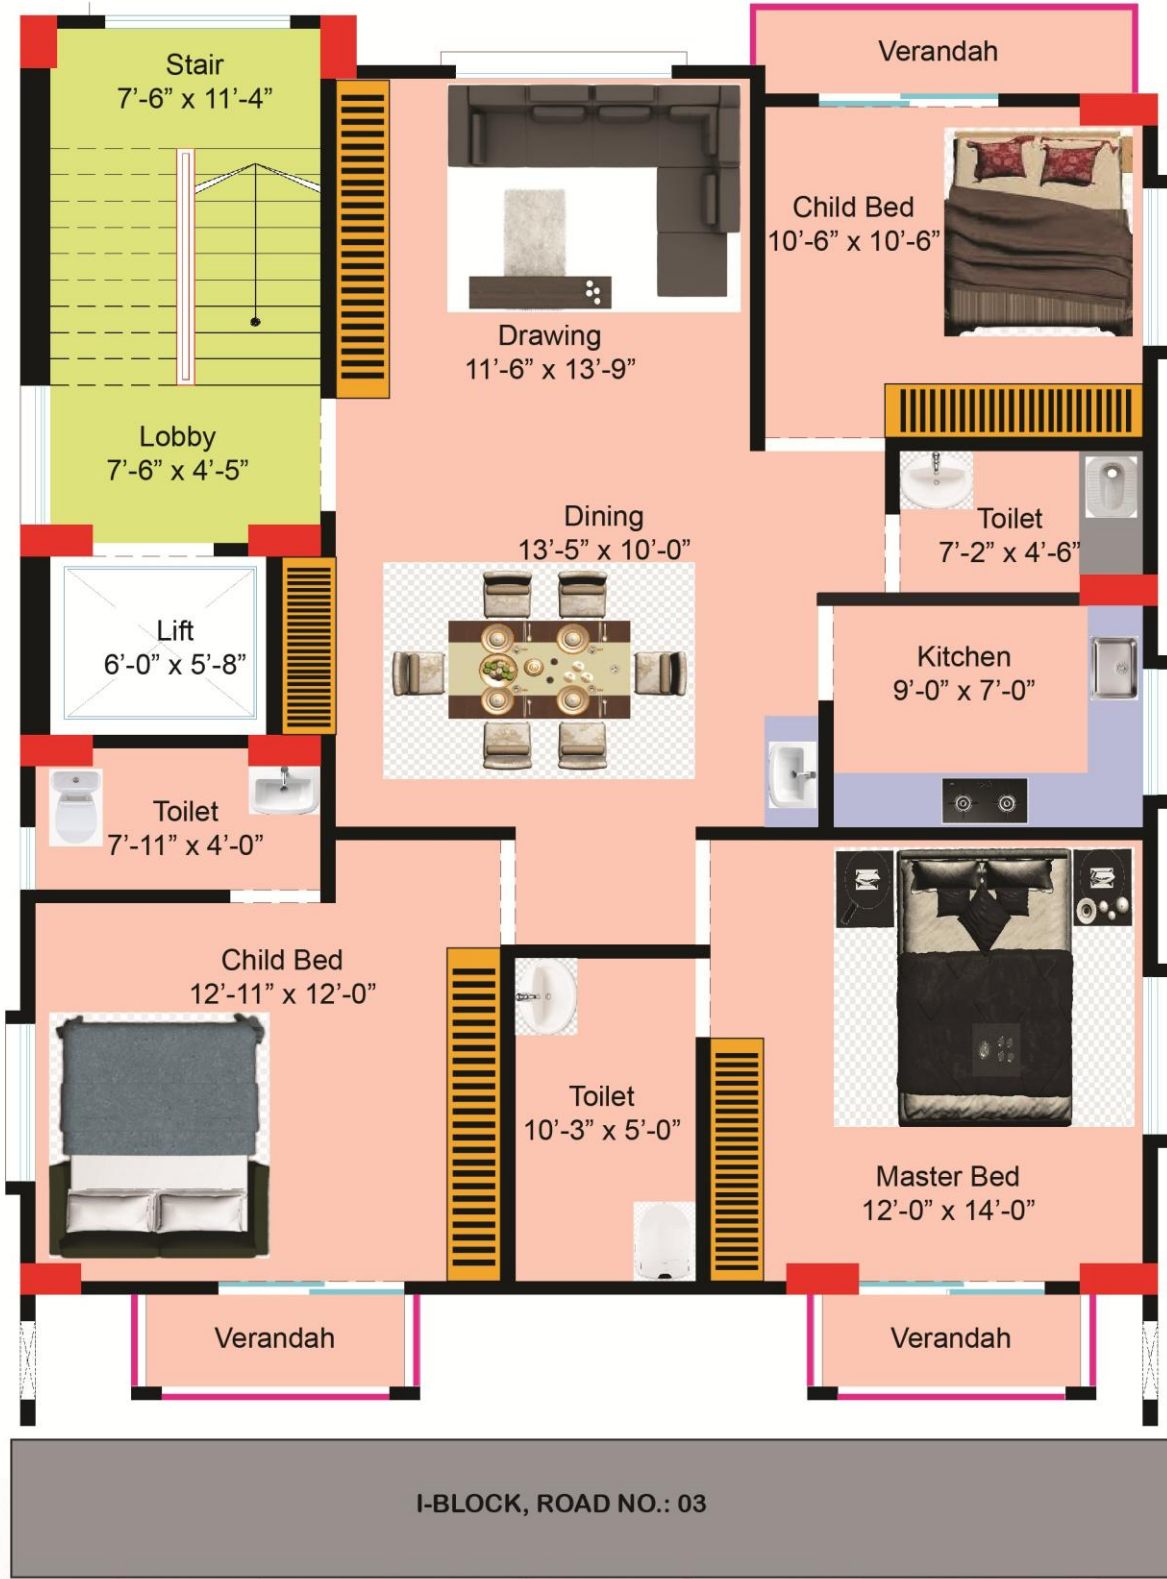 Verandah
Stair
7’-6” x 11’-4”
Child Bed
10’-6” x 10’-6”
Drawing
11’-6” x 13’-9”
Lobby
7’-6” x 4’-5”
Dining
13’-5” x 10’-0”
Toilet
7’-2” x 4’-6”
Lift
6’-0” x 5’-8”
Kitchen
9’-0” x 7’-0”
Toilet
7’-11” x 4’-0”
Child Bed
12’-11” x 12’-0”
Toilet
10’-3” x 5’-0”
Master Bed
12’-0” x 14’-0”
Verandah
Verandah
I-BLOCK, ROAD NO.: 03